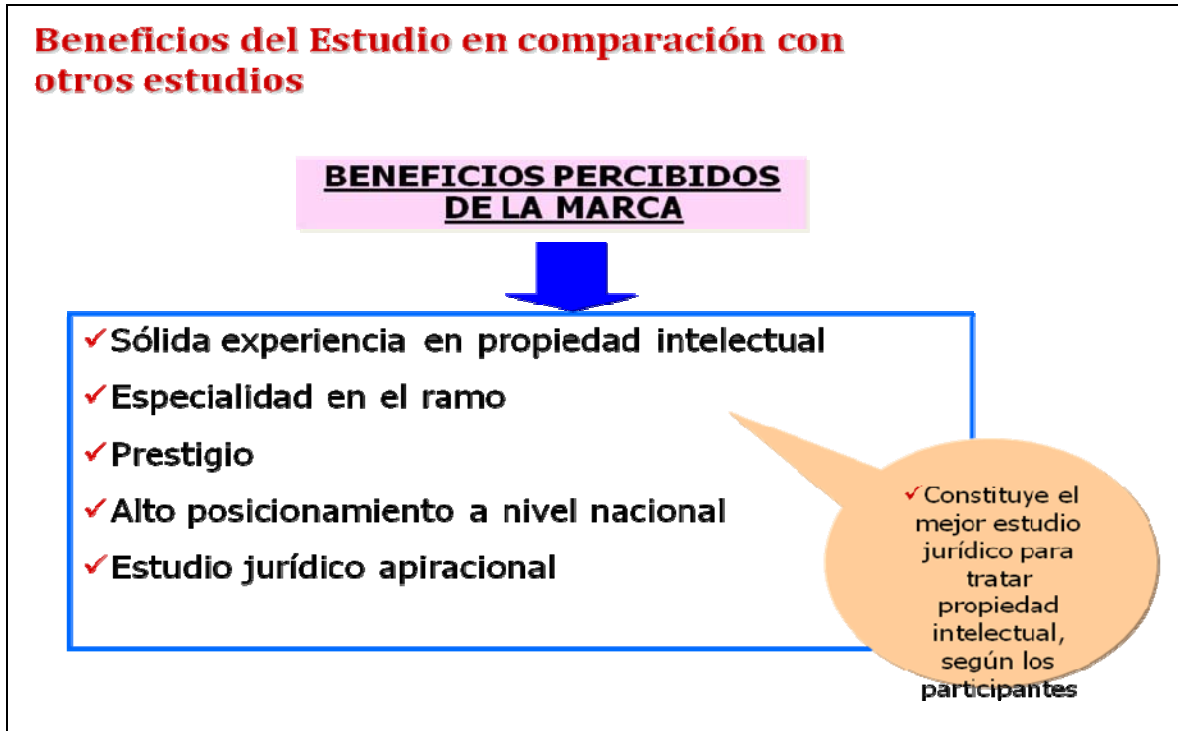 Beneficios del Estudio en comparación con
otros estudios
BENEFICIOS PERCIBIDOS
DE LA MARCA
✓Sólida experiencia en propiedad intelectual
✓Especialidad en el ramo
✓Prestigio
✓Alto posicionamiento a nivel nacional
✓Estudio jurídico apiracional
✓Constituye el
mejor estudio
jurídico para
tratar
propiedad
intelectual,
según los
participantes